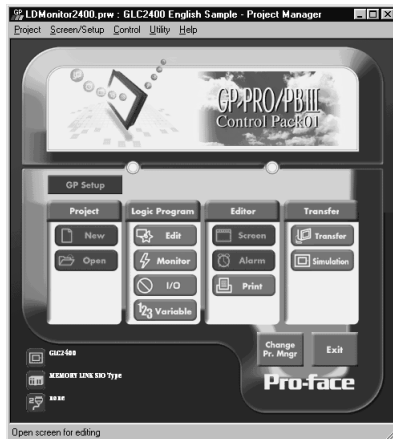 LDMonitor2400.prw : GLC2400 English Sample - Project Manager
Project Screen/Setup Control Utility Help
GP-PRO/PBIII
Control Pack01
GP Setup
Project Logic Program Editor Transfer
New Edit Screen Transfer
Open Monitor Alarm Simulation
I/O Print
123 Variable
GLC2400
MEMORY LINK SIO Type
none
Change
Pr. Mngr
Exit
Pro-face
Open screen for editing